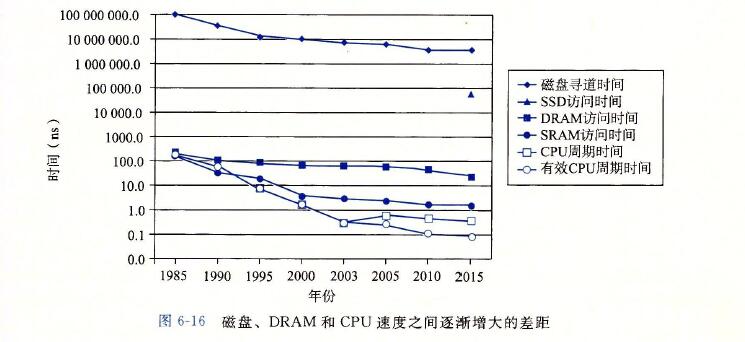 100 000 000.0
10 000 000.0
1 000 000.0
100 000.0
10 000.0
1000.0
100.0
10.0
1.0
0.1
0.0
时间(ns)
1985 1990 1995 2000 2003 2005 2010 2015
年份
磁盘寻道时间
SSD访问时间
DRAM访问时间
SRAM访问时间
CPU周期时间
有效CPU周期时间
图 6-16 磁盘、DRAM 和 CPU 速度之间逐渐增大的差距